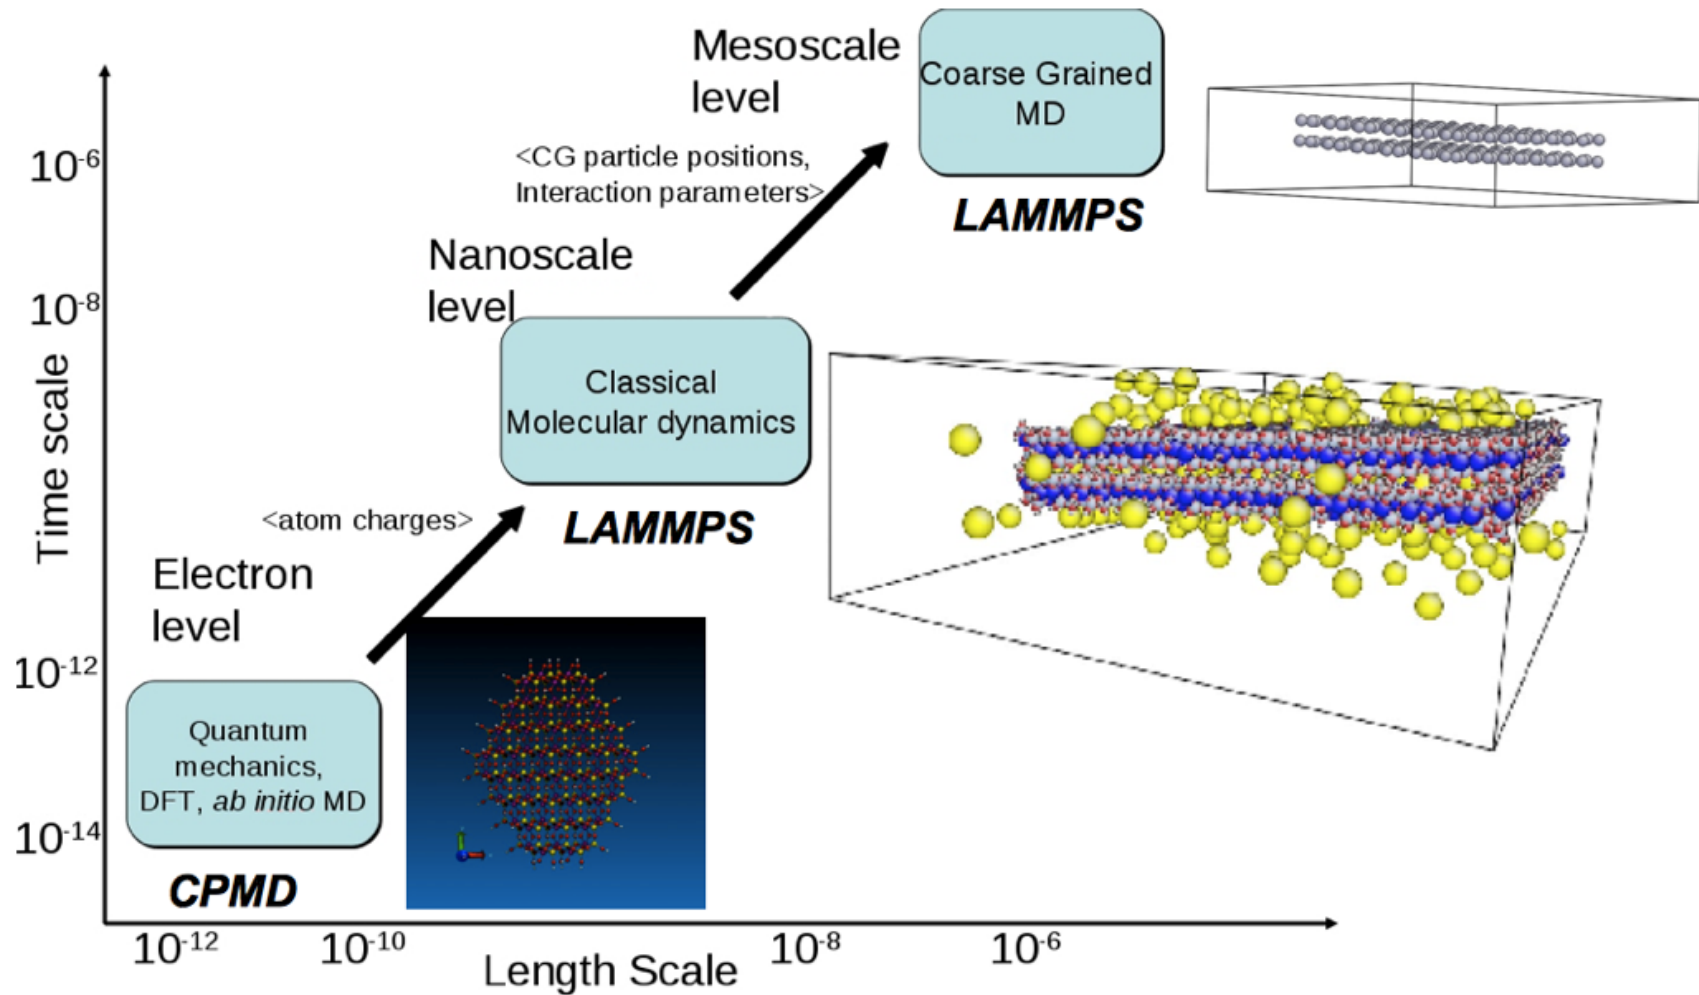 Mesoscale
level
Coarse Grained
MD
LAMMPS
<CG particle positions,
Interaction parameters>
Nanoscale
level
Classical
Molecular dynamics
LAMMPS
<atom charges>
Electron
level
Quantum
mechanics,
DFT, ab initio MD
CPMD
Time scale
10-6
10-8
10-12
10-14
10-12
10-10
10-8
10-6
Length Scale